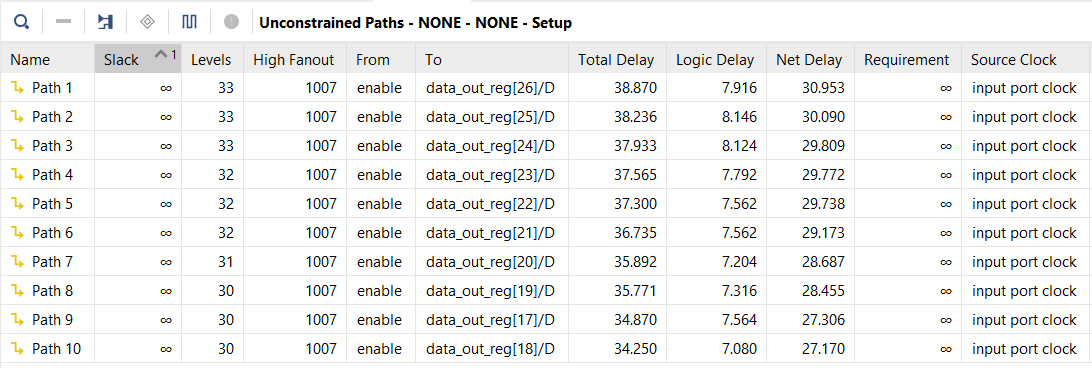 Unconstrained Paths - NONE - NONE - Setup
Name Slack 1 Levels High Fanout From To Total Delay Logic Delay Net Delay Requirement Source Clock
Path 1 ∞ 33 1007 enable data_out_reg[26]/D 38.870 7.916 30.953 ∞ input port clock
Path 2 ∞ 33 1007 enable data_out_reg[25]/D 38.236 8.146 30.090 ∞ input port clock
Path 3 ∞ 33 1007 enable data_out_reg[24]/D 37.933 8.124 29.809 ∞ input port clock
Path 4 ∞ 32 1007 enable data_out_reg[23]/D 37.565 7.792 29.772 ∞ input port clock
Path 5 ∞ 32 1007 enable data_out_reg[22]/D 37.300 7.562 29.738 ∞ input port clock
Path 6 ∞ 32 1007 enable data_out_reg[21]/D 36.735 7.562 29.173 ∞ input port clock
Path 7 ∞ 31 1007 enable data_out_reg[20]/D 35.892 7.204 28.687 ∞ input port clock
Path 8 ∞ 30 1007 enable data_out_reg[19]/D 35.771 7.316 28.455 ∞ input port clock
Path 9 ∞ 30 1007 enable data_out_reg[17]/D 34.870 7.564 27.306 ∞ input port clock
Path 10 ∞ 30 1007 enable data_out_reg[18]/D 34.250 7.080 27.170 ∞ input port clock